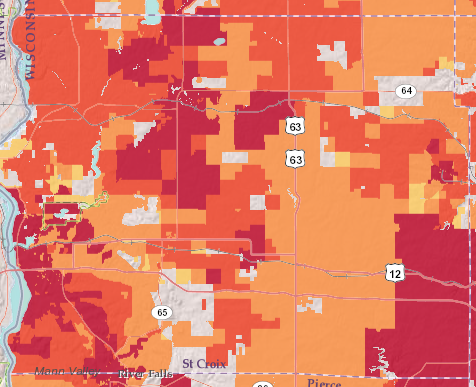 MINNES
WISCONSIN
64
63
63
12
65
St Croix
Mann Valley
River Falls
Pierce